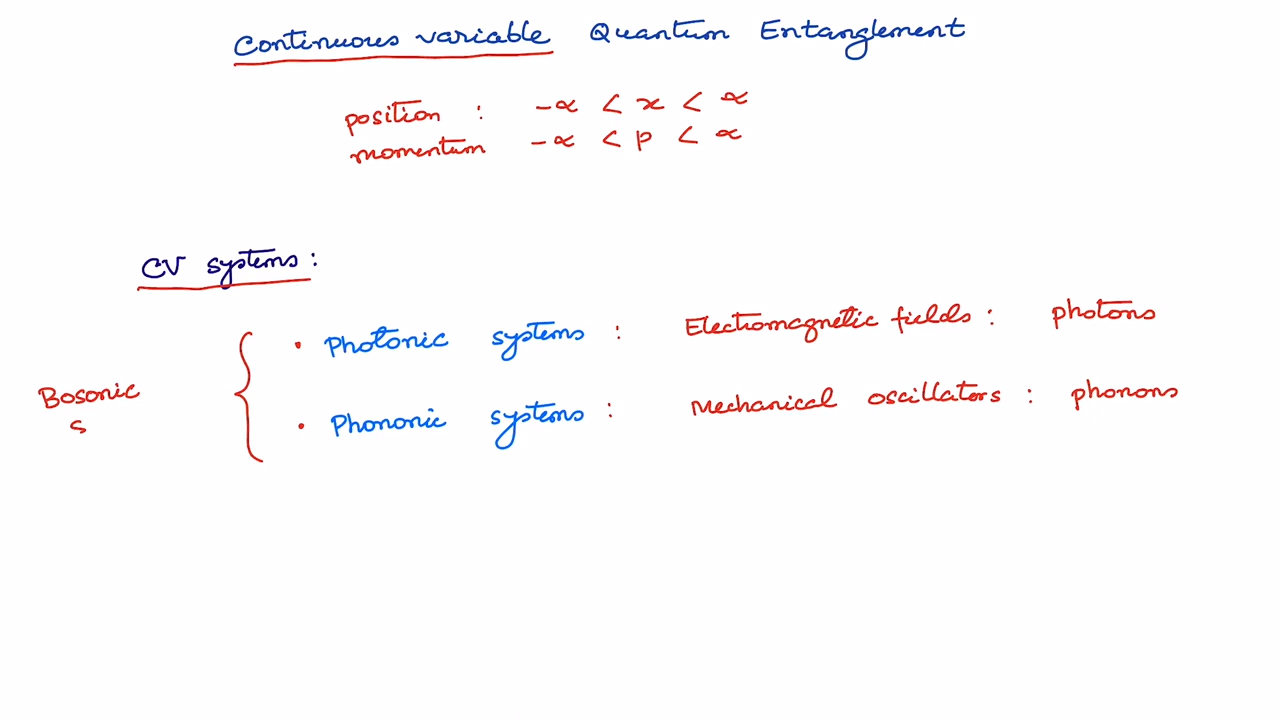 Continuous variable Quantum Entanglement
position : -∝ < x < ∝
momentum -∝ < p < ∝
CV systems :
• Photonic systems : Electromagnetic fields : photons
Bosonic
s
• Phononic systems : Mechanical oscillators : phonons